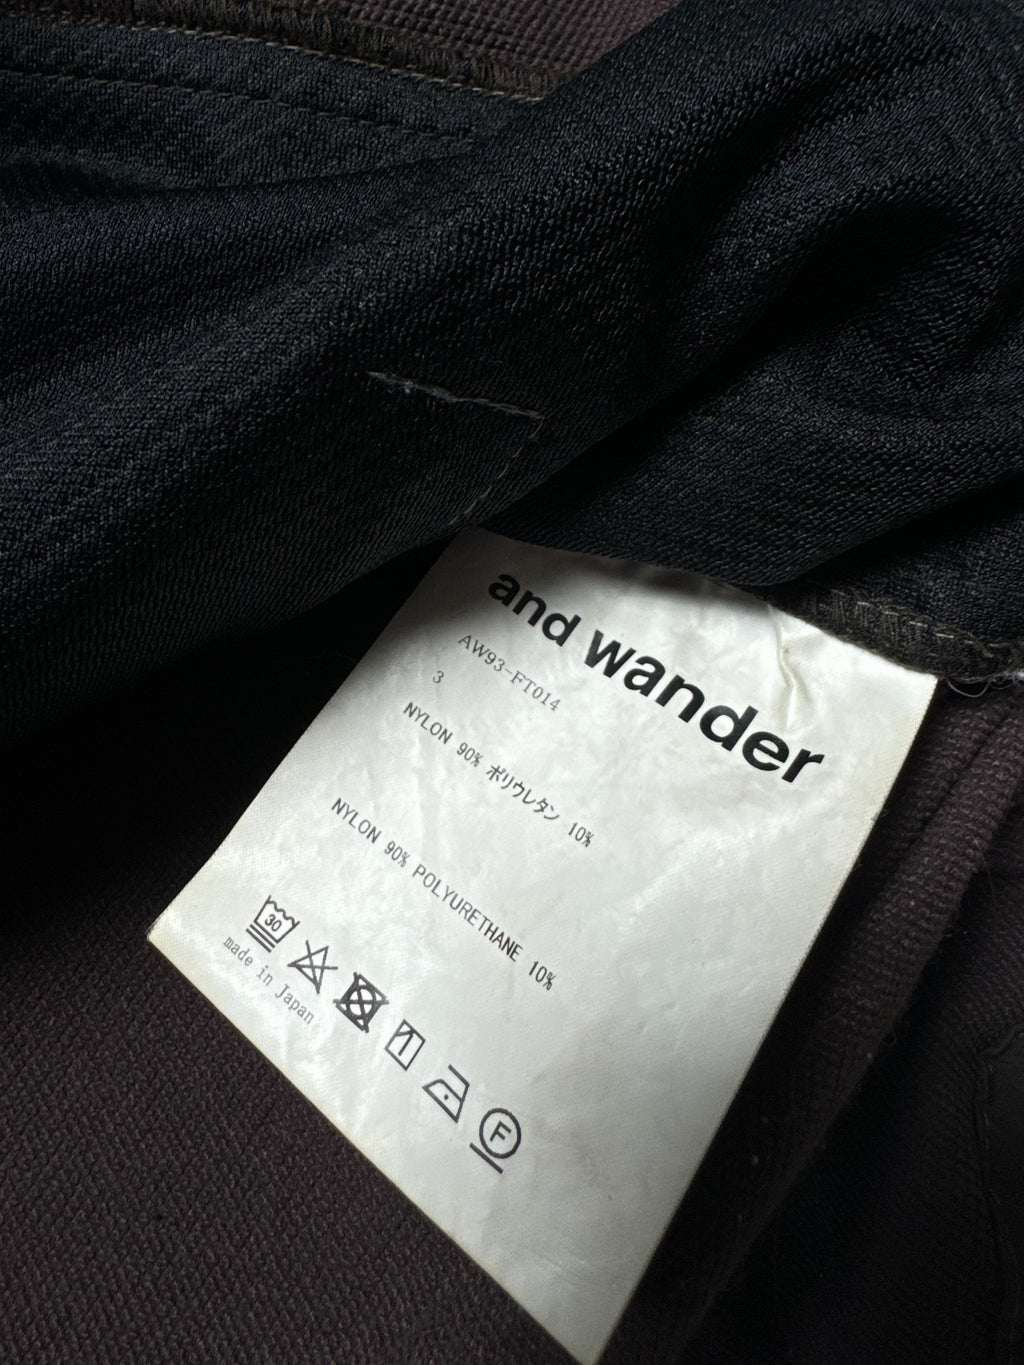 and wander
AW93-FT014
3
NYLON 90% ポリウレタン 10%
NYLON 90% POLYURETHANE 10%
30
F
made in Japan